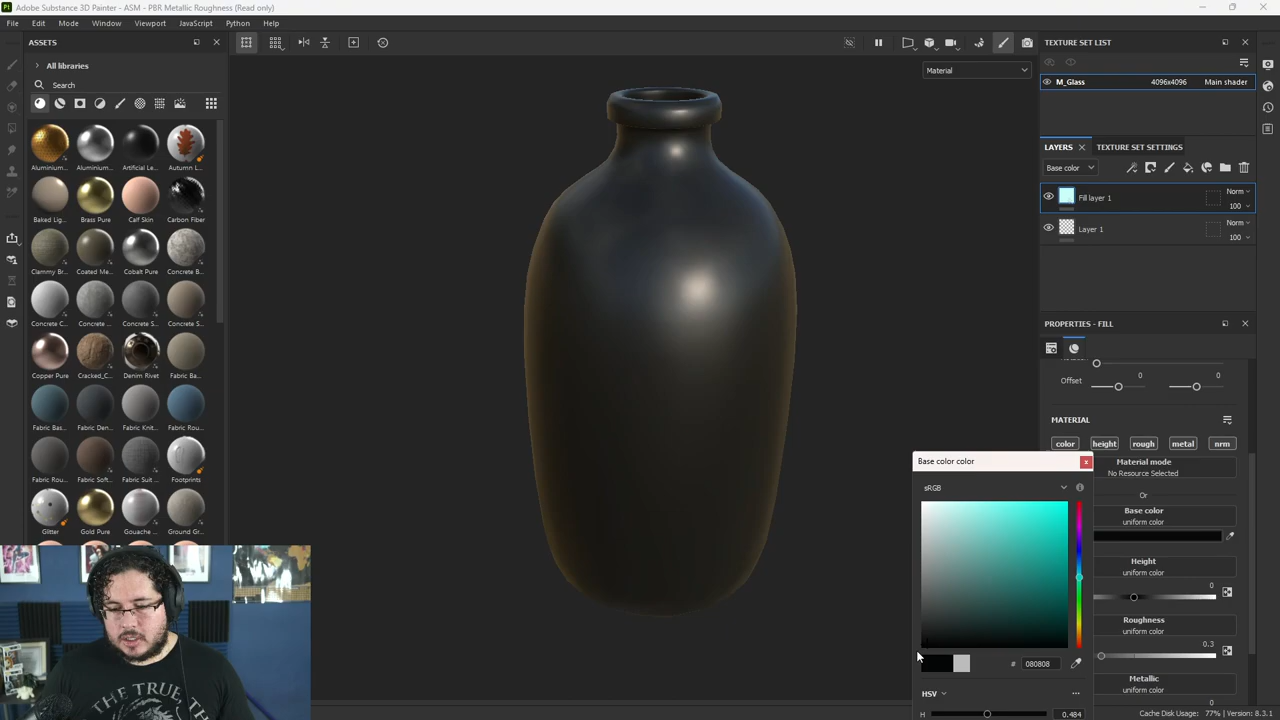 Pt Adobe Substance 3D Painter - ASM - PBR Metallic Roughness (Read only)
File Edit Mode Window Viewport JavaScript Python Help
ASSETS
All libraries
Search
Aluminium... Aluminium... Artificial Le... Autumn L...
Baked Lig... Brass Pure Calf Skin Carbon Fiber
Clammy Br... Coated Me... Cobalt Pure Concrete B...
Concrete C... Concrete ... Concrete S... Concrete S...
Copper Pure Cracked_C... Denim Rivet Fabric Ba...
Fabric Bas... Fabric Den... Fabric Knit... Fabric Rou...
Fabric Rou... Fabric Soft... Fabric Suit ... Footprints
Glitter Gold Pure Gouache ... Ground Gr...
Material
TEXTURE SET LIST
M_Glass 4096x4096 Main shader
LAYERS TEXTURE SET SETTINGS
Base color
Fill layer 1 Norm
100
Layer 1 Norm
100
PROPERTIES - FILL
0 0
Offset
MATERIAL
color height rough metal nrm
Material mode
No Resource Selected
Or
Base color
uniform color
Height
uniform color
0
Roughness
uniform color
0.3
Metallic
uniform color
0
Base color color
sRGB
# 080808
HSV
H 0.484
THE TRUE, T
Cache Disk Usage: 77% | Version: 8.3.1